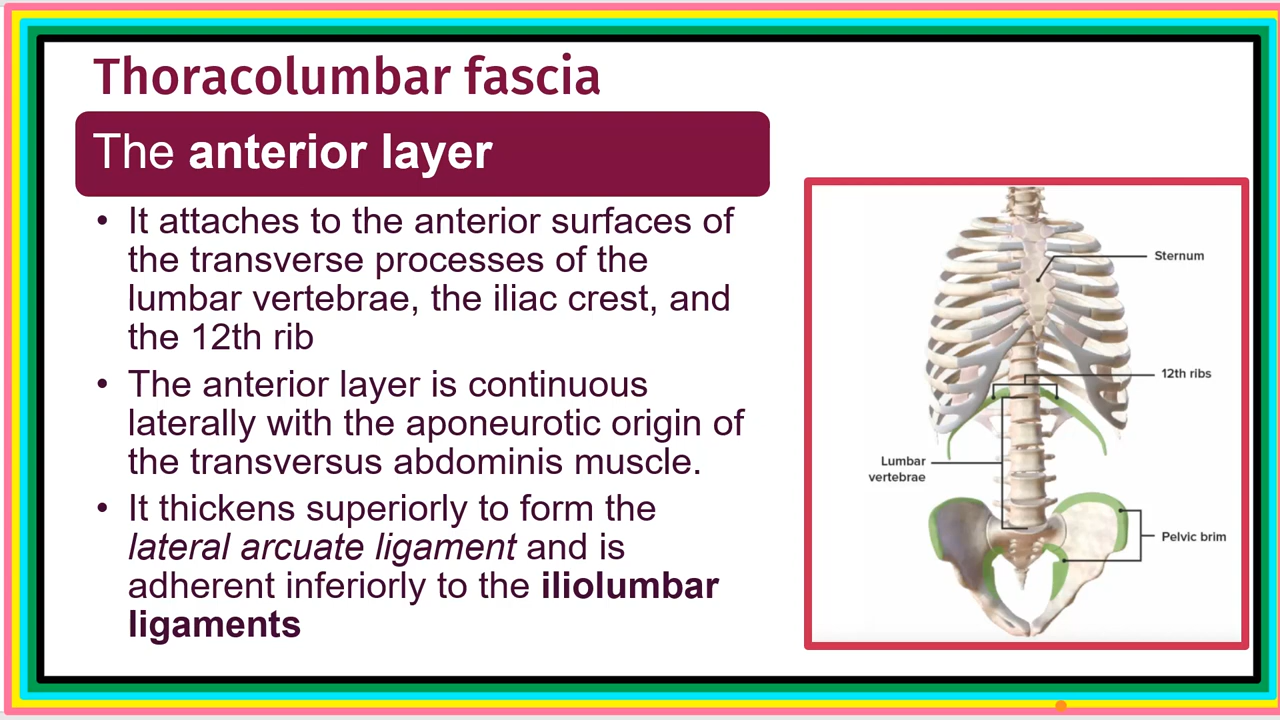 Thoracolumbar fascia
The anterior layer
• It attaches to the anterior surfaces of
the transverse processes of the
lumbar vertebrae, the iliac crest, and
the 12th rib
• The anterior layer is continuous
laterally with the aponeurotic origin of
the transversus abdominis muscle.
• It thickens superiorly to form the
lateral arcuate ligament and is
adherent inferiorly to the iliolumbar
ligaments
Sternum
12th ribs
Lumbar
vertebrae
Pelvic brim